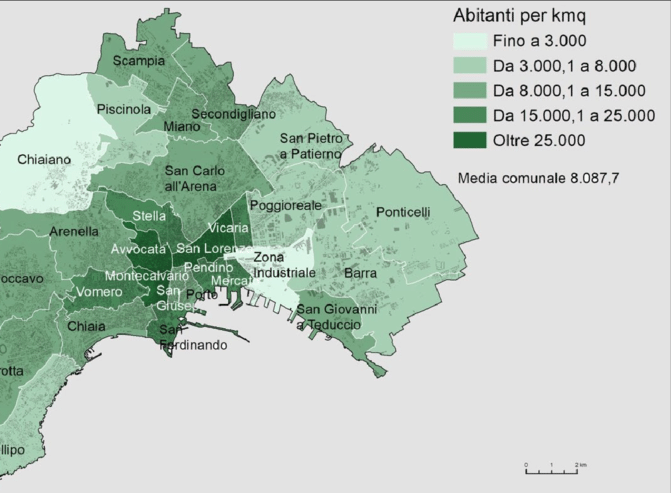 Abitanti per kmq
Fino a 3.000
Da 3.000,1 a 8.000
Da 8.000,1 a 15.000
Da 15.000,1 a 25.000
Oltre 25.000
Media comunale 8.087,7
Scampia
Piscinola
Miano
Secondigliano
Chiaiano
San Pietro
a Patierno
San Carlo
all'Arena
Poggioreale
Ponticelli
Stella
Vicaria
Arenella
Avvocata
San Lorenzo
Zona
Industriale
Barra
occavo
Montecalvario
Pendino
Mercat
Vomero
San
Giusep
Porto
San Giovanni
a Teduccio
Chiaia
San
Ferdinando
rotta
llipo
0 1 2 km